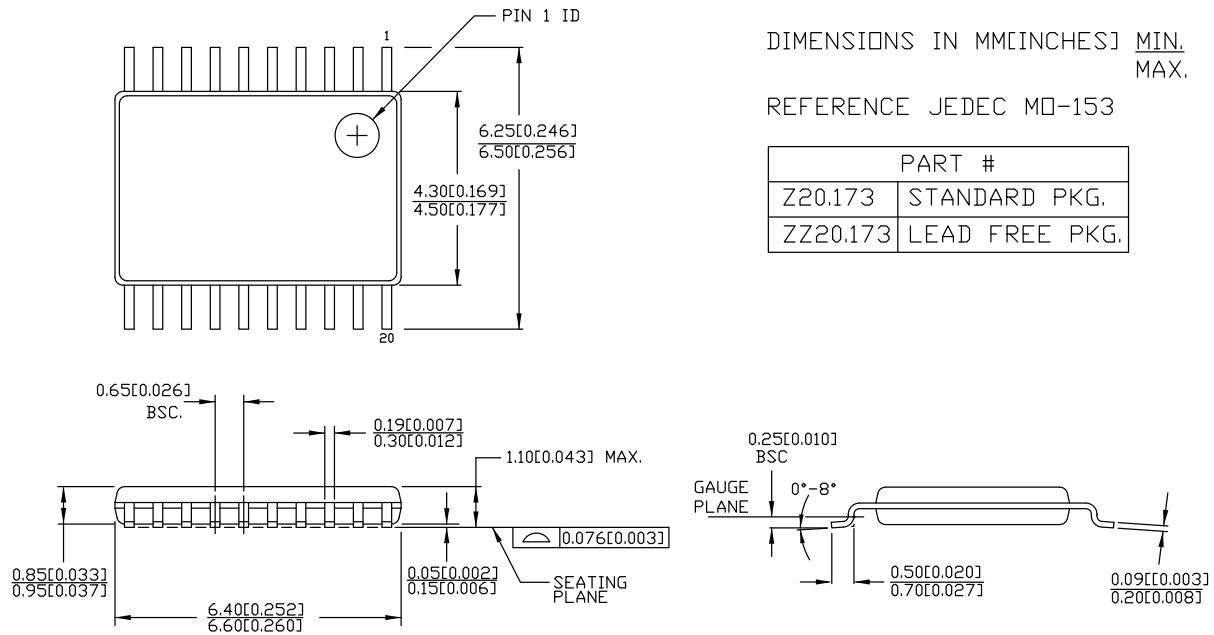 PIN 1 ID
1
6.25[0.246]
6.50[0.256]
4.30[0.169]
4.50[0.177]
20
DIMENSIONS IN MM[INCHES] MIN.
MAX.
REFERENCE JEDEC MO-153
PART #
Z20.173 STANDARD PKG.
ZZ20.173 LEAD FREE PKG.
0.65[0.026]
BSC.
0.19[0.007]
0.30[0.012]
1.10[0.043] MAX.
0.076[0.003]
0.85[0.033]
0.95[0.037]
0.05[0.002]
0.15[0.006]
SEATING
PLANE
6.40[0.252]
6.60[0.260]
0.25[0.010]
BSC
GAUGE
PLANE
0°-8°
0.50[0.020]
0.70[0.027]
0.09[[0.003]
0.20[0.008]